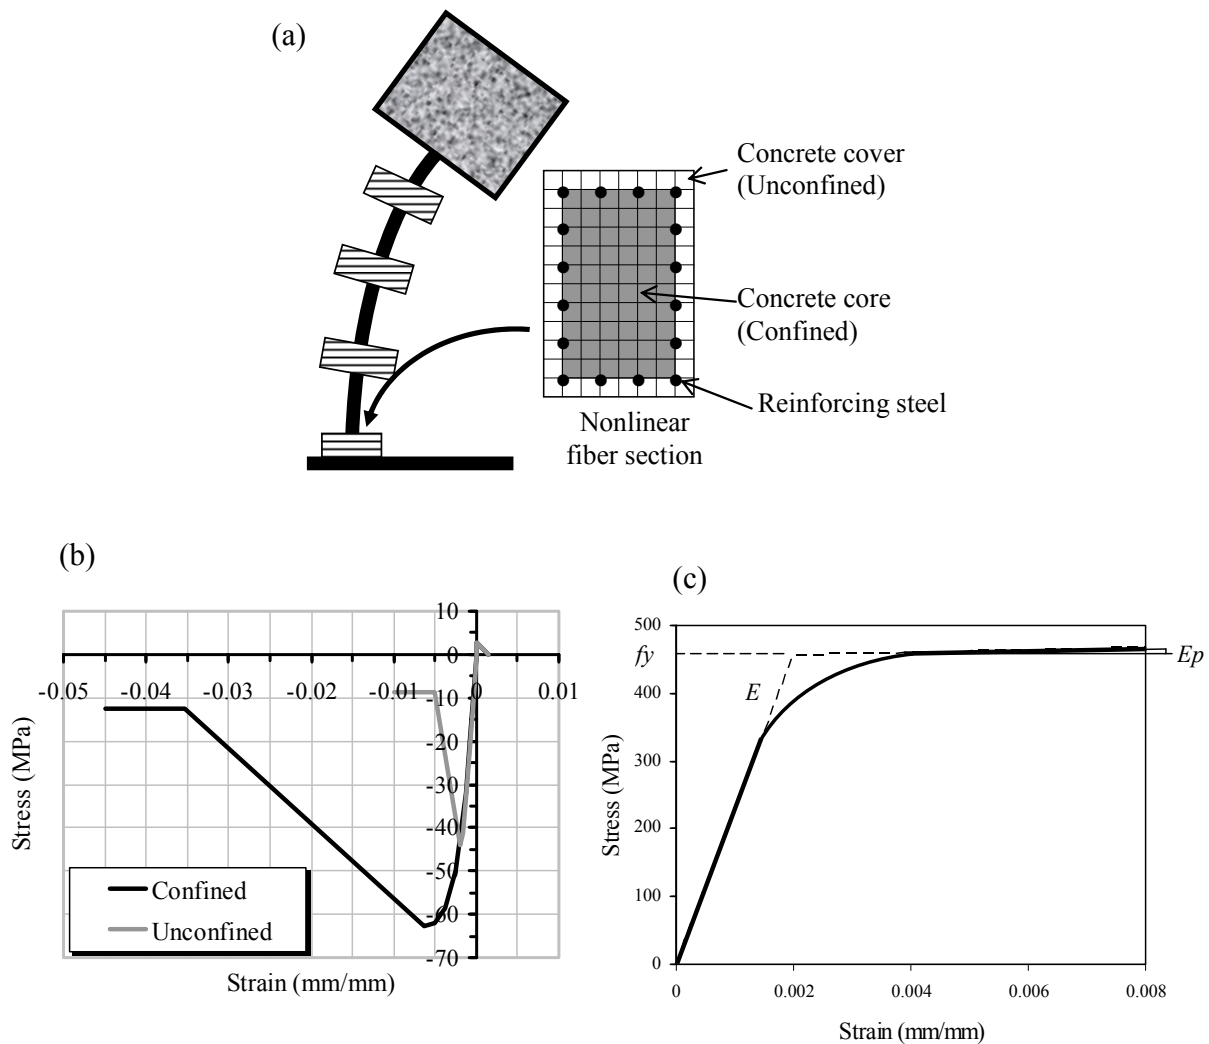 (a)
Concrete cover
(Unconfined)
Concrete core
(Confined)
Reinforcing steel
Nonlinear
fiber section
(b)
10
0
-0.05 -0.04 -0.03 -0.02 -0.01 0 0.01
-10
-20
-30
-40
-50
-60
-70
Stress (MPa)
Confined
Unconfined
Strain (mm/mm)
(c)
500
fy
Ep
400
E
300
200
100
0
Stress (MPa)
0 0.002 0.004 0.006 0.008
Strain (mm/mm)